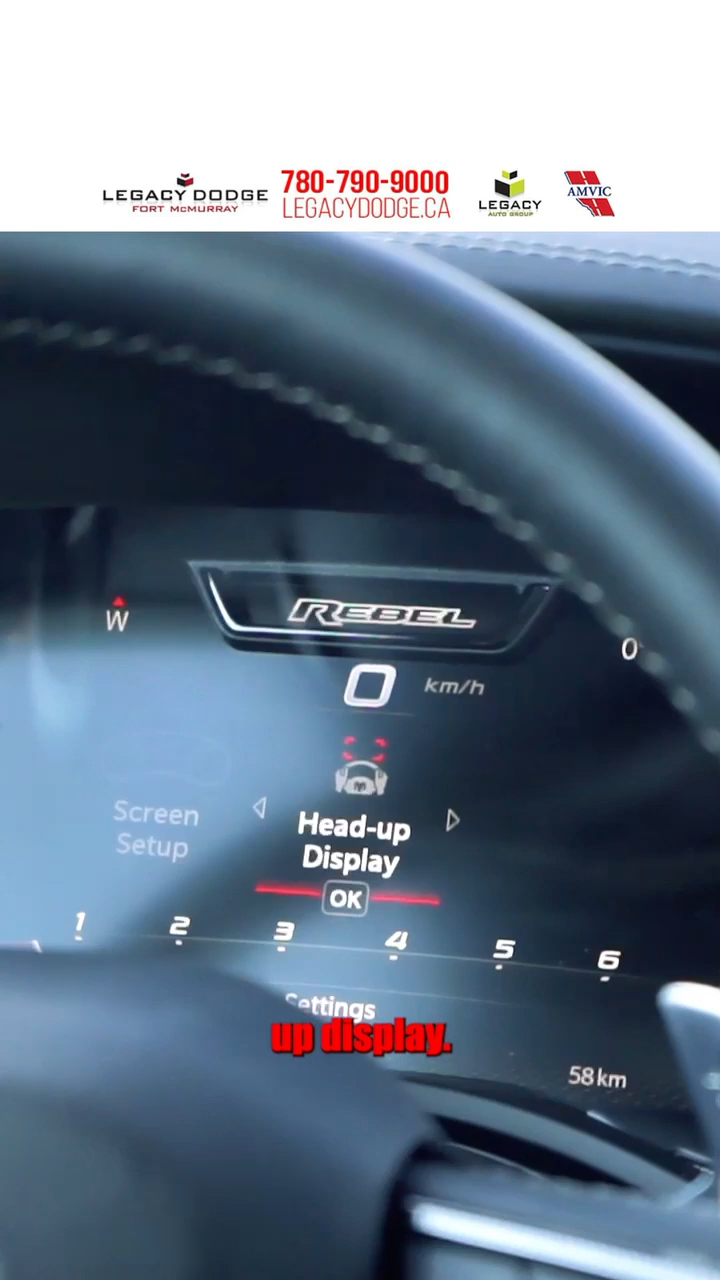 LEGACY DODGE
FORT McMURRAY
780-790-9000
LEGACYDODGE.CA
LEGACY
AUTO GROUP
AMVIC
W
REBEL
0
0 km/h
Screen
Setup
Head-up
Display
OK
1 2 3 4 5 6
Settings
up display.
58 km